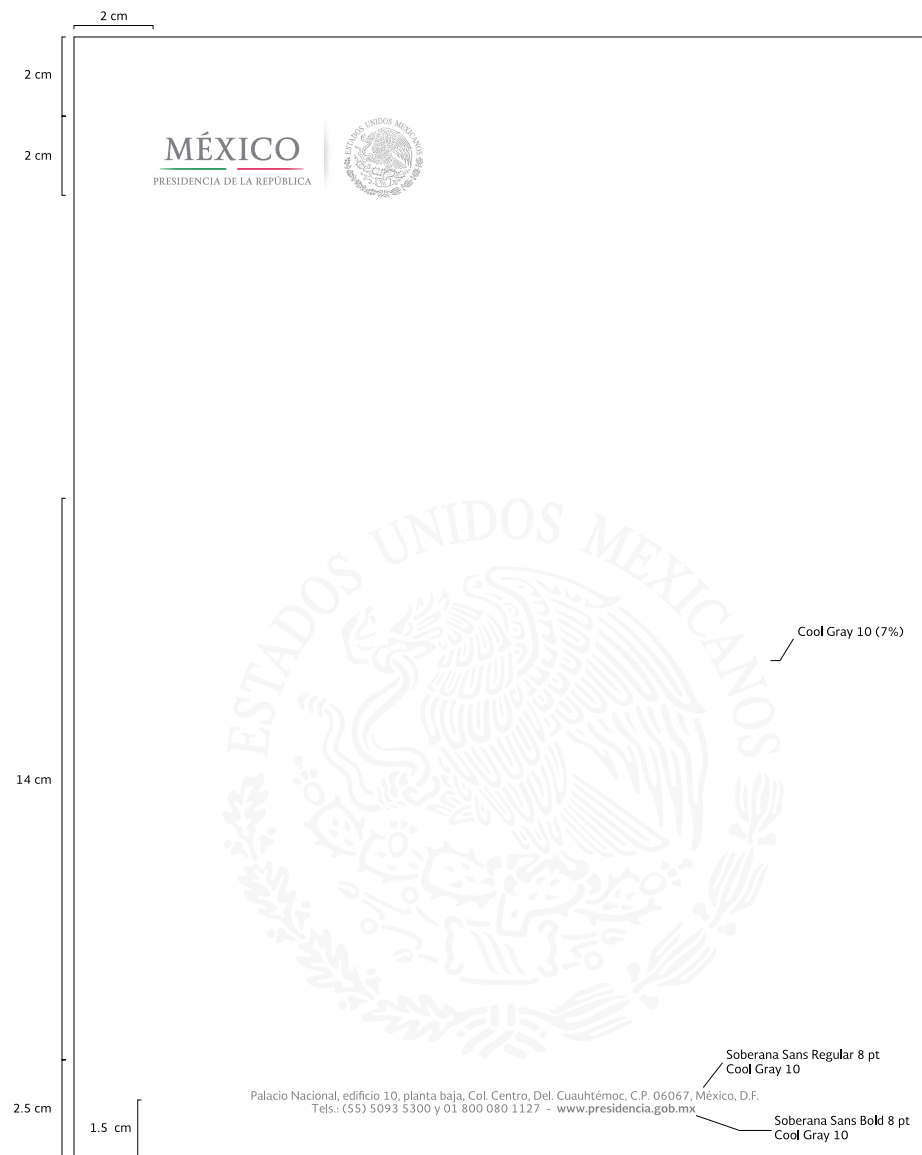 2 cm
2 cm
2 cm
MÉXICO
PRESIDENCIA DE LA REPÚBLICA
ESTADOS UNIDOS MEXICANOS
ESTADOS UNIDOS MEXICANOS
Cool Gray 10 (7%)
14 cm
Soberana Sans Regular 8 pt
Cool Gray 10
2.5 cm
Palacio Nacional, edificio 10, planta baja, Col. Centro, Del. Cuauhtémoc, C.P. 06067, México, D.F.
Tels.: (55) 5093 5300 y 01 800 080 1127 - www.presidencia.gob.mx
1.5 cm
Soberana Sans Bold 8 pt
Cool Gray 10